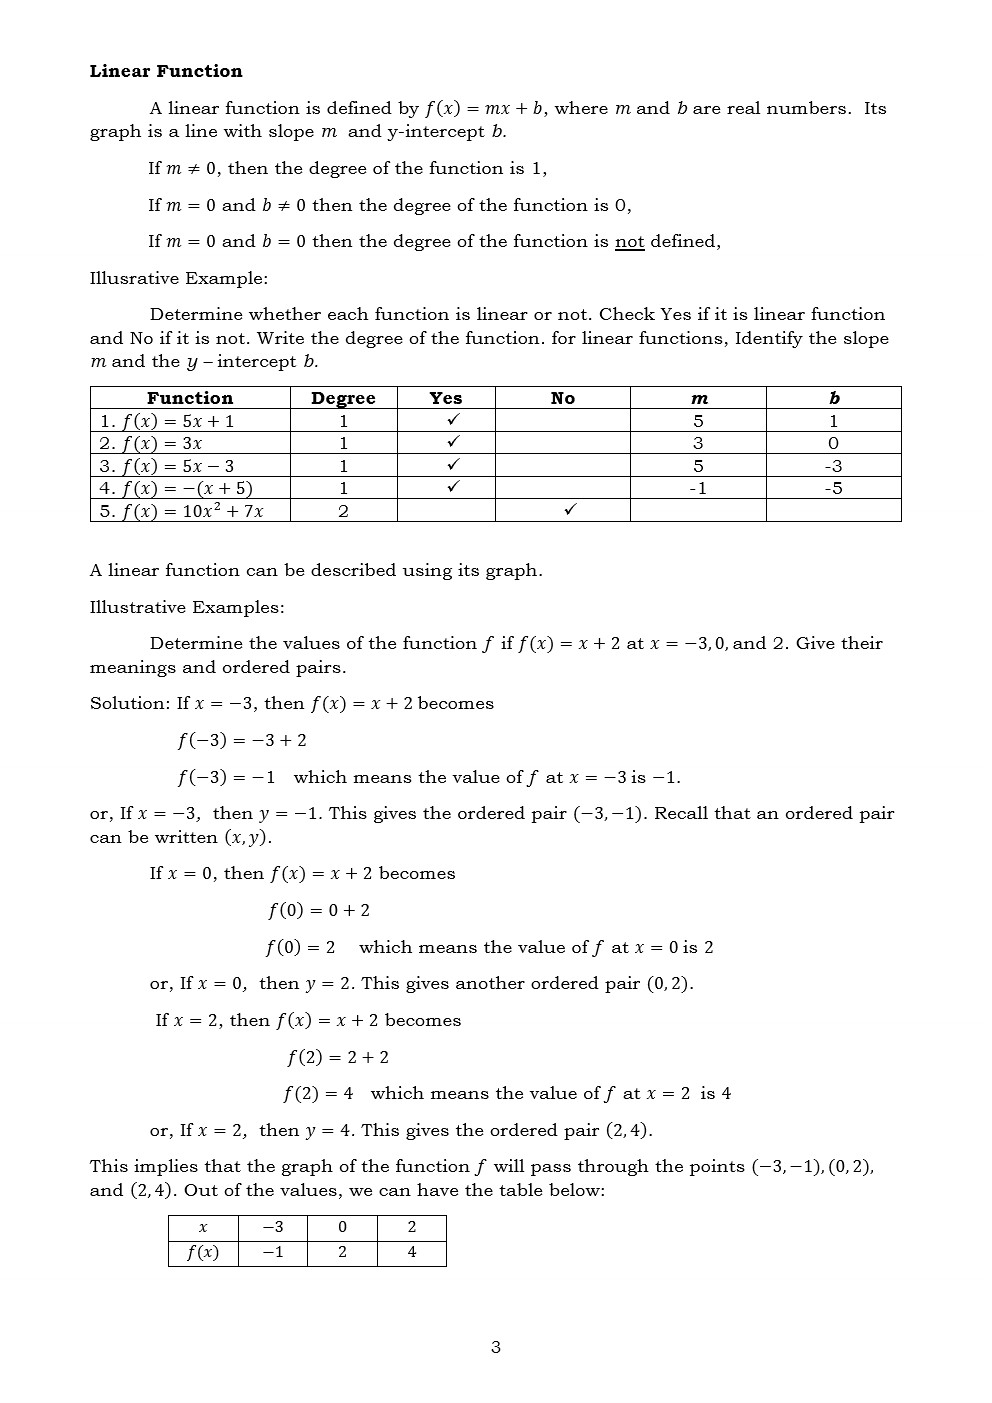 Linear Function
A linear function is defined by f(x) = mx + b, where m and b are real numbers. Its
graph is a line with slope m and y-intercept b.
If m ≠ 0, then the degree of the function is 1,
If m = 0 and b ≠ 0 then the degree of the function is 0,
If m = 0 and b = 0 then the degree of the function is not defined,
Illusrative Example:
Determine whether each function is linear or not. Check Yes if it is linear function
and No if it is not. Write the degree of the function. for linear functions, Identify the slope
m and the y – intercept b.
Function Degree Yes No m b
1. f(x) = 5x + 1 1 ✓ 5 1
2. f(x) = 3x 1 ✓ 3 0
3. f(x) = 5x − 3 1 ✓ 5 -3
4. f(x) = −(x + 5) 1 ✓ -1 -5
5. f(x) = 10x² + 7x 2 ✓
A linear function can be described using its graph.
Illustrative Examples:
Determine the values of the function f if f(x) = x + 2 at x = −3, 0, and 2. Give their
meanings and ordered pairs.
Solution: If x = −3, then f(x) = x + 2 becomes
f(−3) = −3 + 2
f(−3) = −1 which means the value of f at x = −3 is −1.
or, If x = −3, then y = −1. This gives the ordered pair (−3, −1). Recall that an ordered pair
can be written (x, y).
If x = 0, then f(x) = x + 2 becomes
f(0) = 0 + 2
f(0) = 2 which means the value of f at x = 0 is 2
or, If x = 0, then y = 2. This gives another ordered pair (0, 2).
If x = 2, then f(x) = x + 2 becomes
f(2) = 2 + 2
f(2) = 4 which means the value of f at x = 2 is 4
or, If x = 2, then y = 4. This gives the ordered pair (2, 4).
This implies that the graph of the function f will pass through the points (−3, −1), (0, 2),
and (2, 4). Out of the values, we can have the table below:
x −3 0 2
f(x) −1 2 4
3